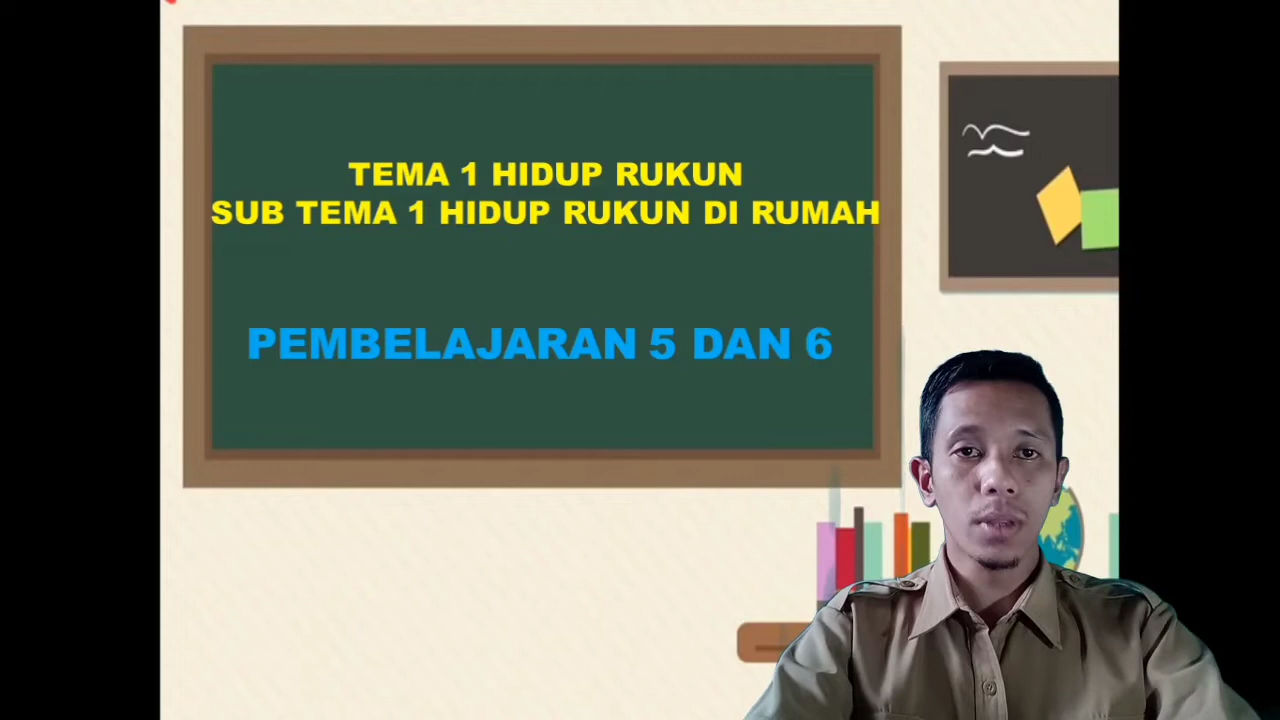 TEMA 1 HIDUP RUKUN
SUB TEMA 1 HIDUP RUKUN DI RUMAH
PEMBELAJARAN 5 DAN 6